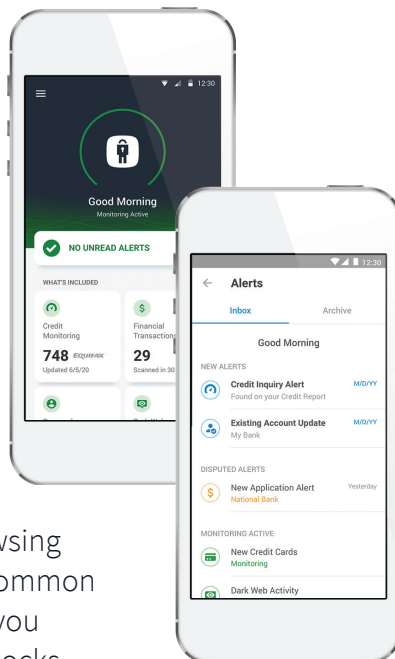 12:30
Good Morning
Monitoring Active
NO UNREAD ALERTS
WHAT'S INCLUDED
Credit
Monitoring
748 EQUIFAX
Updated 6/5/20
Financial
Transaction
29
Scanned in 30
12:30
Alerts
Inbox Archive
Good Morning
NEW ALERTS
Credit Inquiry Alert M/D/YY
Found on your Credit Report
Existing Account Update M/D/YY
My Bank
DISPUTED ALERTS
New Application Alert Yesterday
National Bank
MONITORING ACTIVE
New Credit Cards
Monitoring
Dark Web Activity
wsing
ommon
you